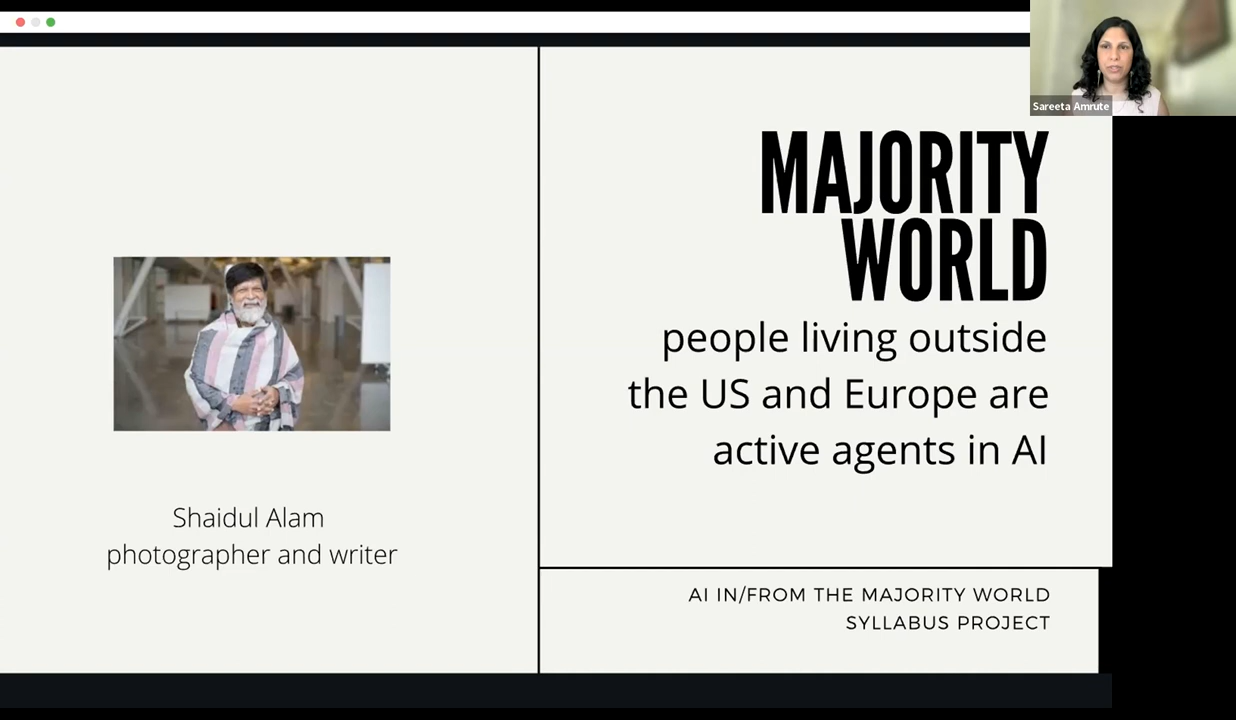 Sareeta Amrute
MAJORITY
WORLD
people living outside
the US and Europe are
active agents in AI
Shaidul Alam
photographer and writer
AI IN/FROM THE MAJORITY WORLD
SYLLABUS PROJECT